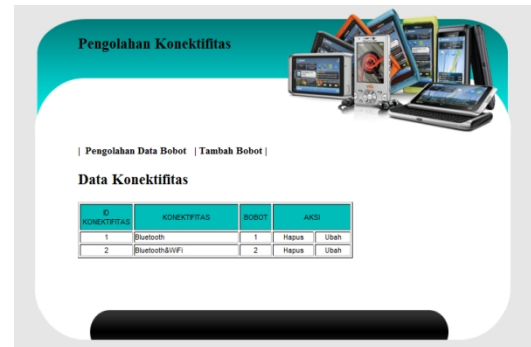 Pengolahan Konektifitas
| Pengolahan Data Bobot | Tambah Bobot |
Data Konektifitas
ID KONEKTIFITAS KONEKTIFITAS BOBOT AKSI
1 Bluetooth 1 Hapus Ubah
2 Bluetooth&WiFi 2 Hapus Ubah